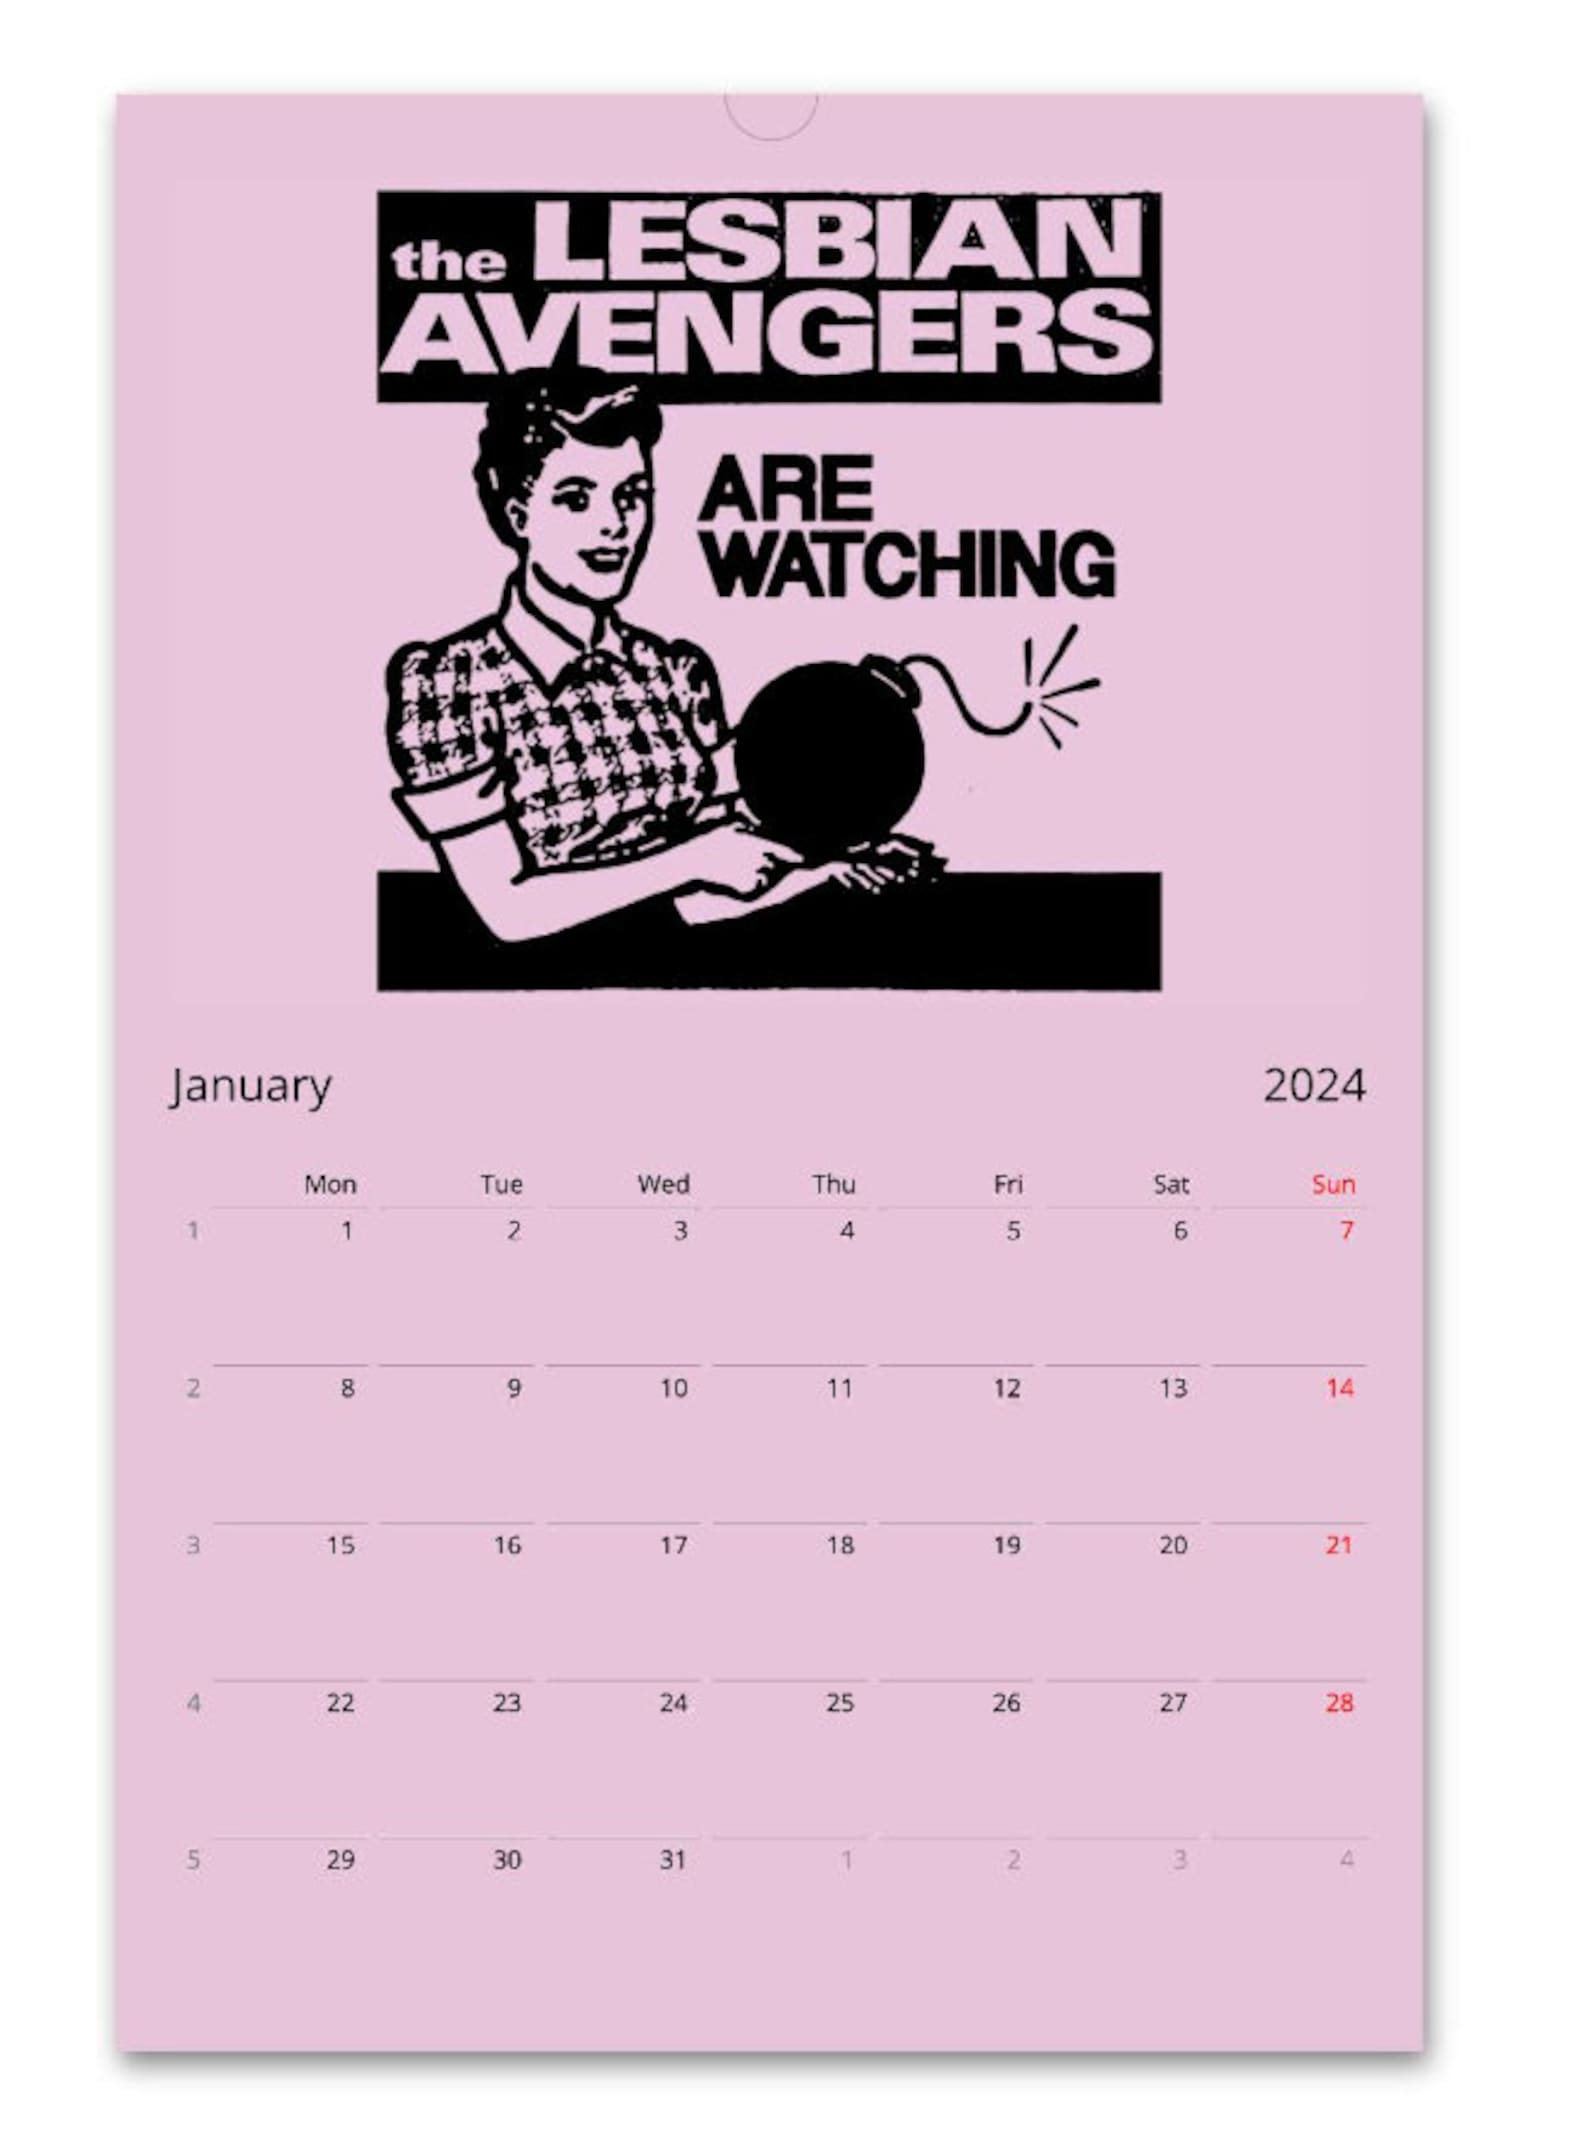 the LESBIAN
AVENGERS
ARE
WATCHING
January 2024
Mon Tue Wed Thu Fri Sat Sun
1 1 2 3 4 5 6 7
2 8 9 10 11 12 13 14
3 15 16 17 18 19 20 21
4 22 23 24 25 26 27 28
5 29 30 31 1 2 3 4